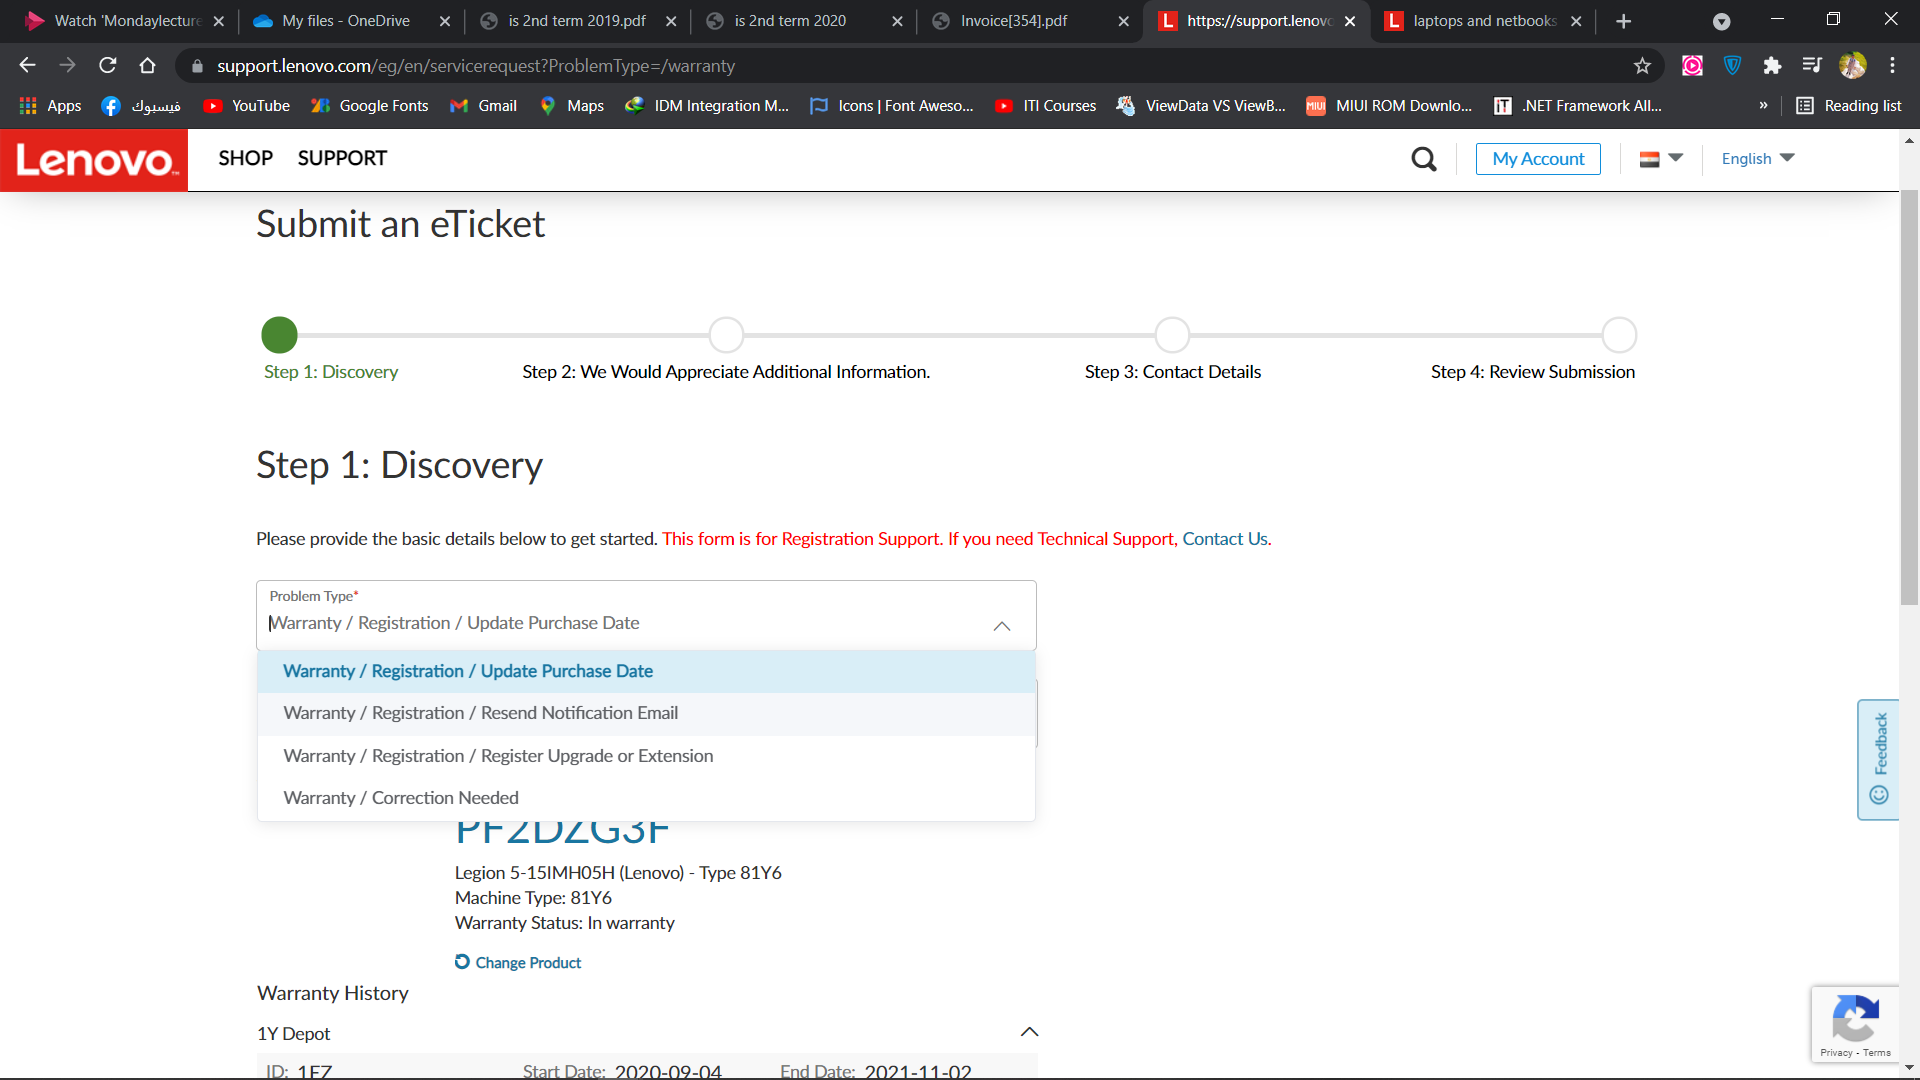 Watch 'Mondaylecture
My files - OneDrive
is 2nd term 2019.pdf
is 2nd term 2020
Invoice[354].pdf
https://support.lenovo
laptops and netbooks
support.lenovo.com/eg/en/servicerequest?ProblemType=/warranty
Apps
فيسبوك
YouTube
Google Fonts
Gmail
Maps
IDM Integration M...
Icons | Font Aweso...
ITI Courses
ViewData VS ViewB...
MIUI ROM Downlo...
.NET Framework All...
»
Reading list
Lenovo
SHOP
SUPPORT
My Account
English
Submit an eTicket
Step 1: Discovery
Step 2: We Would Appreciate Additional Information.
Step 3: Contact Details
Step 4: Review Submission
Step 1: Discovery
Please provide the basic details below to get started. This form is for Registration Support. If you need Technical Support, Contact Us.
Problem Type*
Warranty / Registration / Update Purchase Date
Warranty / Registration / Update Purchase Date
Warranty / Registration / Resend Notification Email
Warranty / Registration / Register Upgrade or Extension
Warranty / Correction Needed
PF2DZG3F
Legion 5-15IMH05H (Lenovo) - Type 81Y6
Machine Type: 81Y6
Warranty Status: In warranty
Change Product
Warranty History
1Y Depot
ID: 1EZ
Start Date: 2020-09-04
End Date: 2021-11-02
Feedback
Privacy - Terms